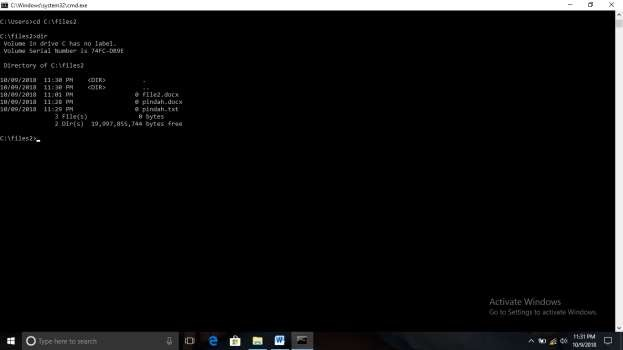 C:\Windows\system32\cmd.exe
C:\Users>cd C:\files2
C:\files2>dir
Volume in drive C has no label.
Volume Serial Number is 74FC-DB9E
Directory of C:\files2
10/09/2018 11:30 PM <DIR> .
10/09/2018 11:30 PM <DIR> ..
10/09/2018 11:01 PM 0 file2.docx
10/09/2018 11:28 PM 0 pindah.docx
10/09/2018 11:29 PM 0 pindah.txt
3 File(s) 0 bytes
2 Dir(s) 19,997,855,744 bytes free
C:\files2>
Activate Windows
Go to Settings to activate Windows.
Type here to search
11:31 PM
10/9/2018